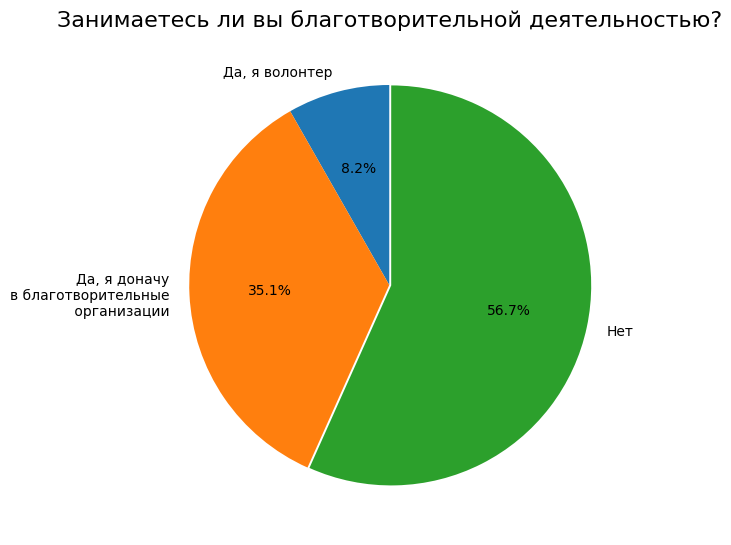 Занимаетесь ли вы благотворительной деятельностью?
Да, я волонтер
8.2%
Да, я доначу
в благотворительные
организации
35.1%
56.7%
Нет